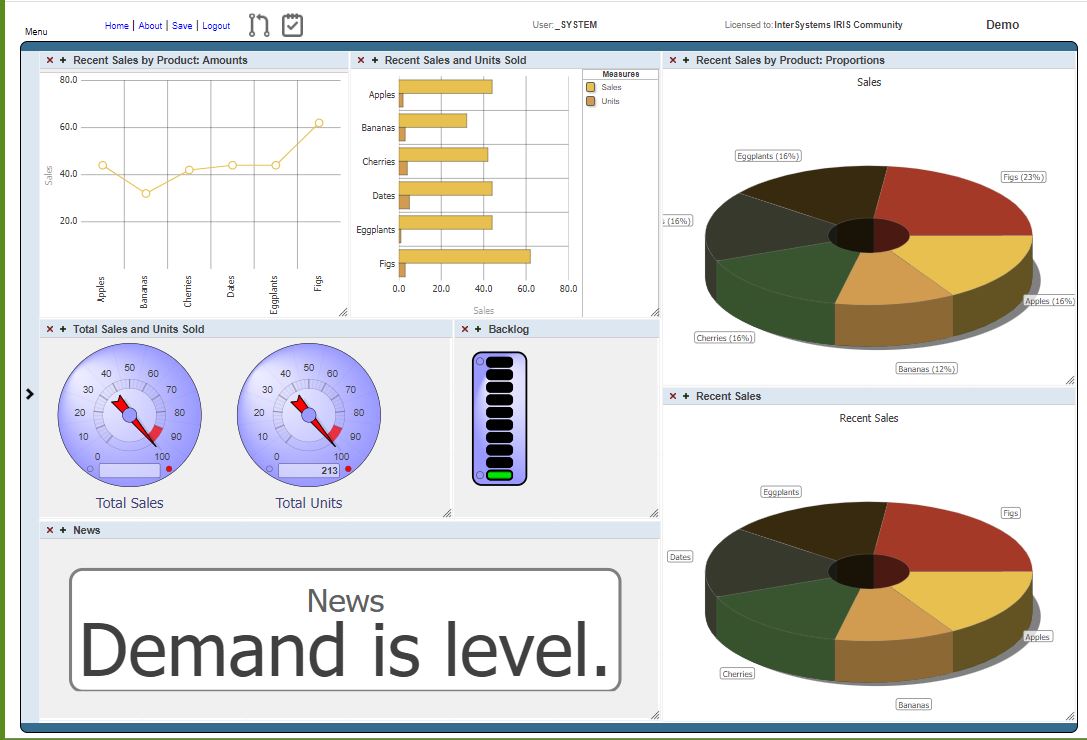 Menu
Home | About | Save | Logout
User:_SYSTEM
Licensed to:InterSystems IRIS Community
Demo
Recent Sales by Product: Amounts
80.0
60.0
40.0
20.0
Sales
Apples
Bananas
Cherries
Dates
Eggplants
Figs
Recent Sales and Units Sold
Measures
Sales
Units
Apples
Bananas
Cherries
Dates
Eggplants
Figs
0.0 20.0 40.0 60.0 80.0
Sales
Recent Sales by Product: Proportions
Sales
Eggplants (16%)
Figs (23%)
s (16%)
Apples (16%)
Cherries (16%)
Bananas (12%)
Total Sales and Units Sold
0 10 20 30 40 50 60 70 80 90 100
Total Sales
0 10 20 30 40 50 60 70 80 90 100
213
Total Units
Backlog
Recent Sales
Recent Sales
Eggplants
Figs
Dates
Apples
Cherries
Bananas
News
News
Demand is level.